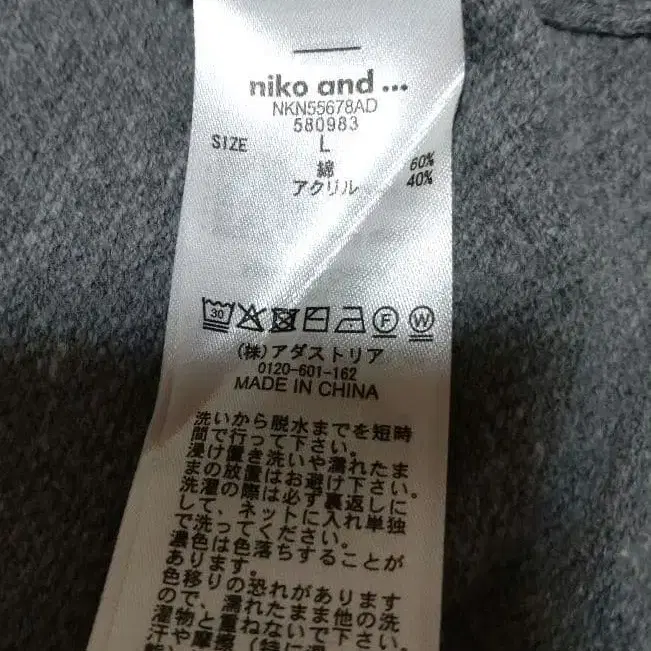 niko and ...
NKN55678AD
580983
SIZE L
綿 60%
アクリル 40%
30
F W
(株)アダストリア
0120-601-162
MADE IN CHINA
洗いから脱水までを短時
間で行って下さい。
浸け置き洗いや濡れたま
まの放置はお避け下さい。
洗濯の際は必ず裏返しに
して、ネットに入れ単独
で洗ってください。
濃色は色落ちすることが
あります。
色移りの恐れがあります
ので、濡れたまま他の洗
濯物と重ねないで下さい。
汗や摩擦(特に